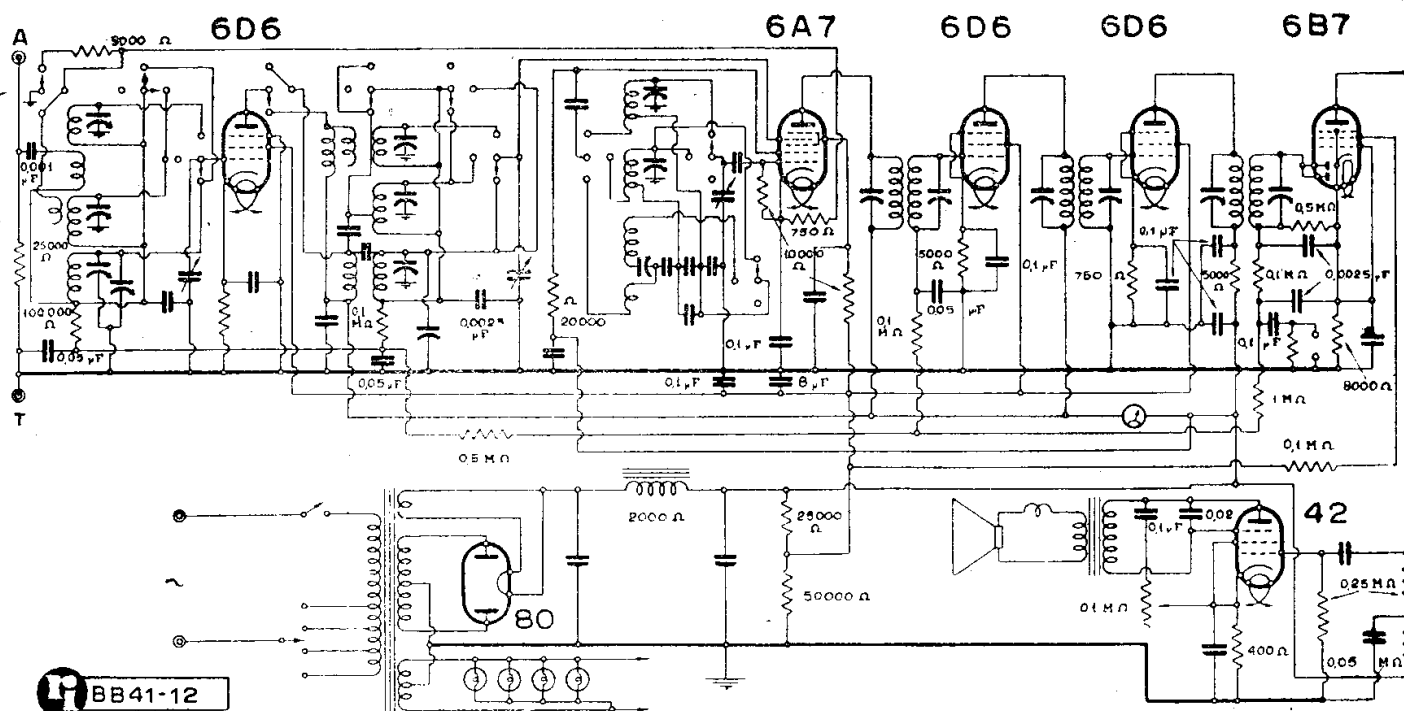 6D6
6A7
6D6
6D6
6B7
A
8000 Ω
0,001 µF
25000 Ω
100000 Ω
0,05 µF
T
0,1 MΩ
0,05 µF
0,0025 µF
Ω
20000
0,1 µF
0,1 µF
8 µF
750 Ω
10000 Ω
0,1 MΩ
5000 Ω
0,05 µF
0,1 µF
750 Ω
0,1 µF
5000 Ω
0,5 MΩ
0,1 MΩ
0,0025 µF
0,1 µF
8000 Ω
1 MΩ
0,5 MΩ
0,1 MΩ
2000 Ω
25000 Ω
50000 Ω
80
0,1 µF
0,02
42
0,1 MΩ
400 Ω
0,25 MΩ
0,05 MΩ
~
BB41-12